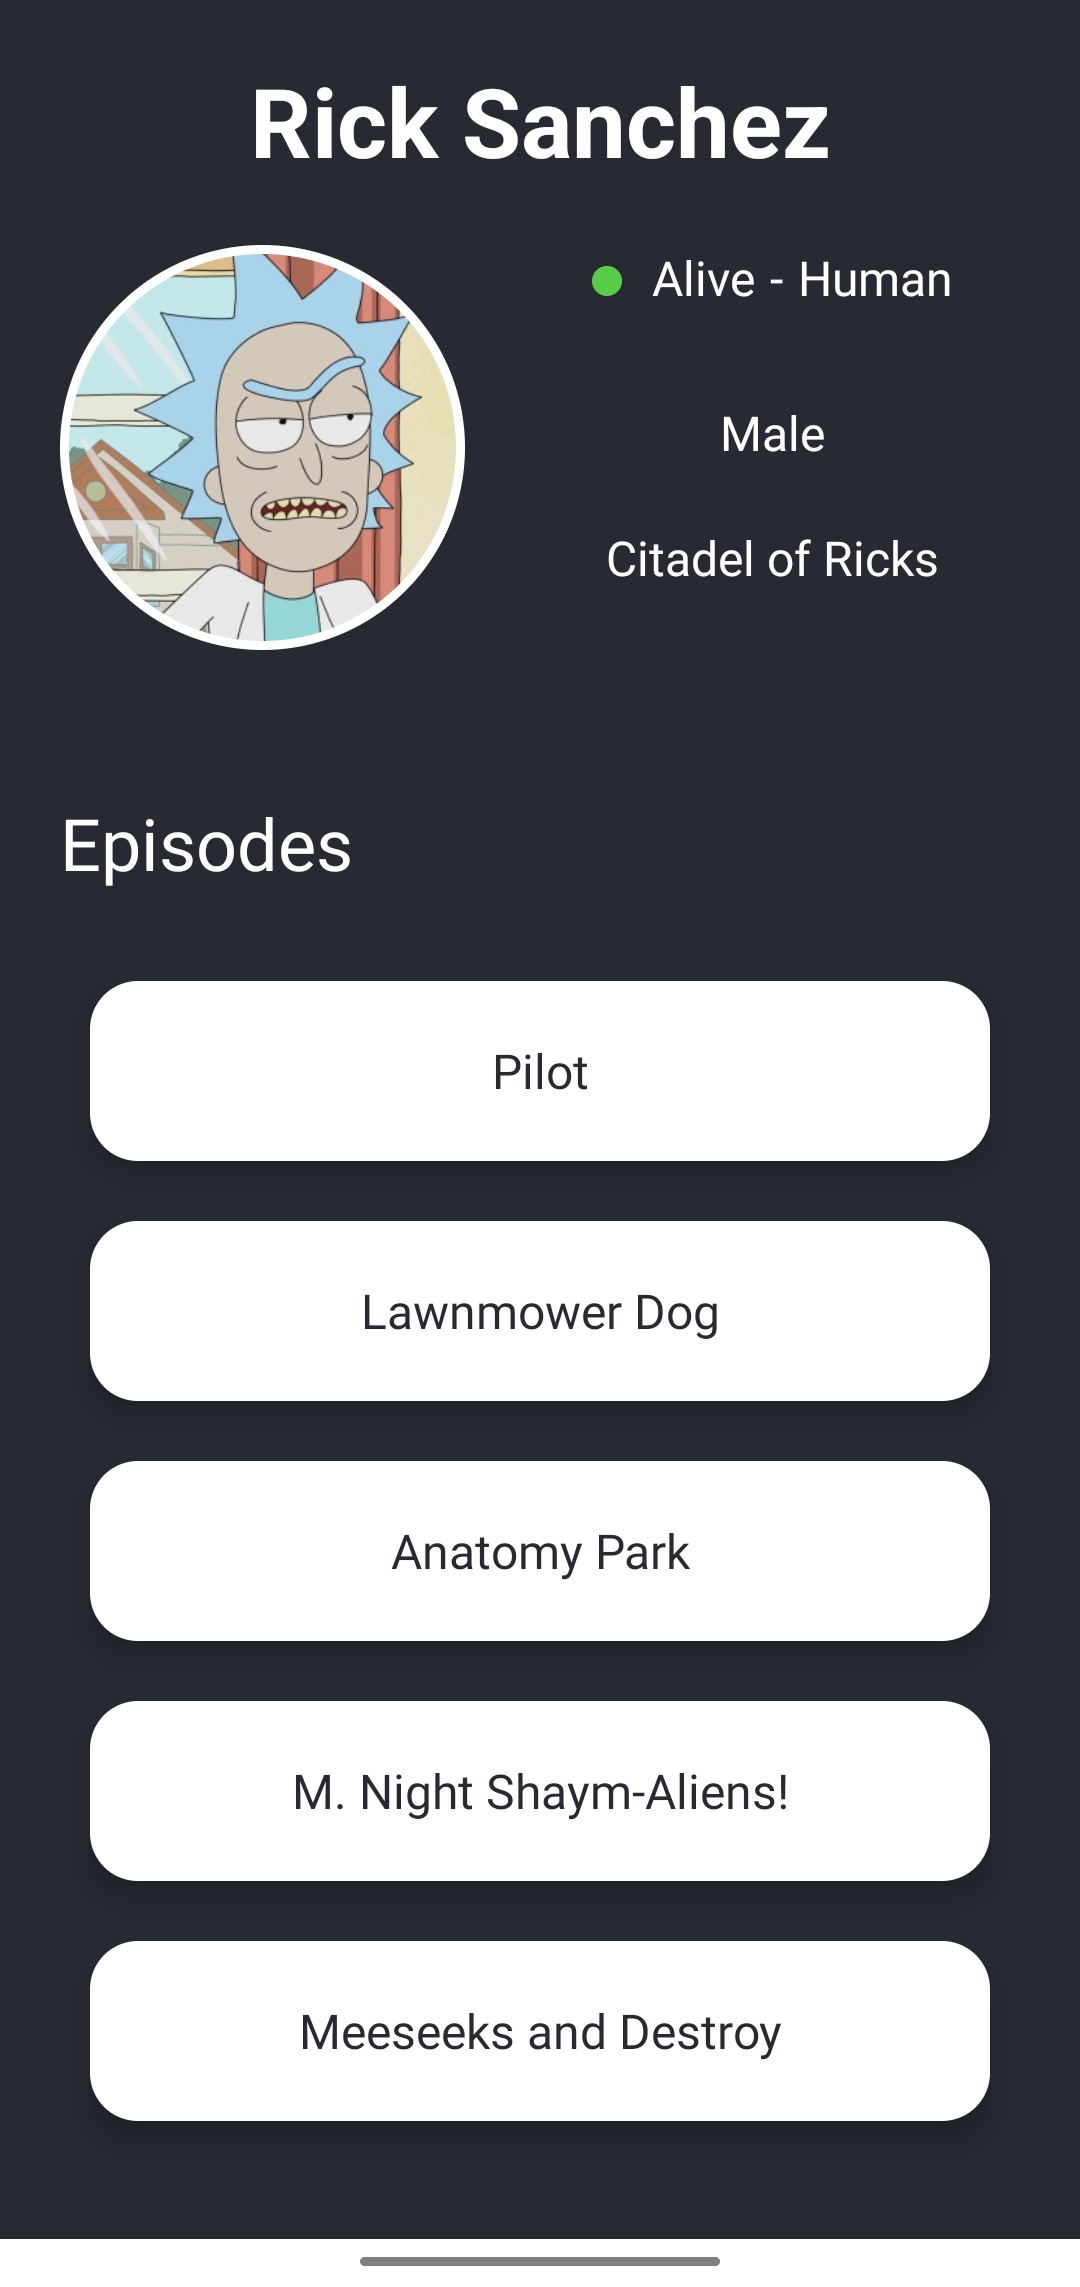 Rick Sanchez
Alive - Human
Male
Citadel of Ricks
Episodes
Pilot
Lawnmower Dog
Anatomy Park
M. Night Shaym-Aliens!
Meeseeks and Destroy